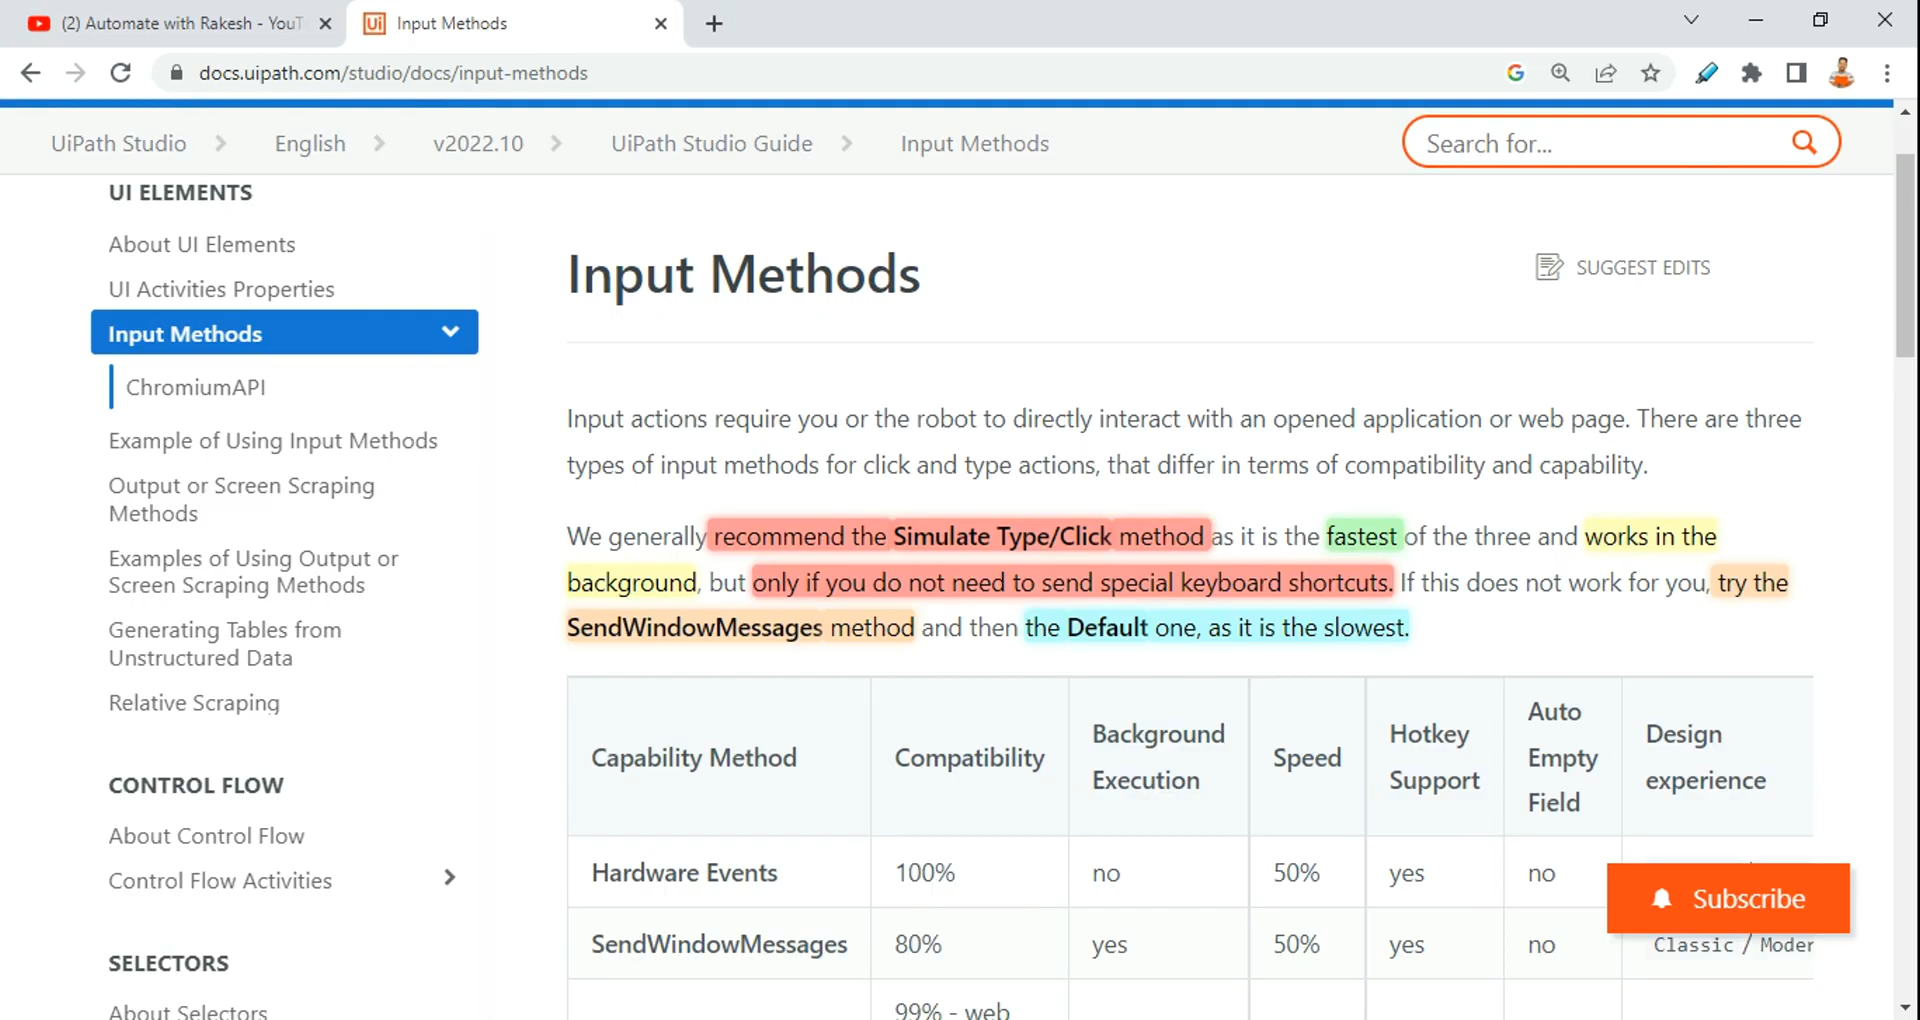 (2) Automate with Rakesh - YouT
Input Methods
docs.uipath.com/studio/docs/input-methods
UiPath Studio
English
v2022.10
UiPath Studio Guide
Input Methods
Search for...
UI ELEMENTS
About UI Elements
UI Activities Properties
Input Methods
ChromiumAPI
Example of Using Input Methods
Output or Screen Scraping
Methods
Examples of Using Output or
Screen Scraping Methods
Generating Tables from
Unstructured Data
Relative Scraping
CONTROL FLOW
About Control Flow
Control Flow Activities
SELECTORS
About Selectors
Input Methods
SUGGEST EDITS
Input actions require you or the robot to directly interact with an opened application or web page. There are three
types of input methods for click and type actions, that differ in terms of compatibility and capability.
We generally recommend the Simulate Type/Click method as it is the fastest of the three and works in the
background, but only if you do not need to send special keyboard shortcuts. If this does not work for you, try the
SendWindowMessages method and then the Default one, as it is the slowest.
Capability Method
Compatibility
Background
Execution
Speed
Hotkey
Support
Auto
Empty
Field
Design
experience
Hardware Events 100% no 50% yes no
Subscribe
SendWindowMessages 80% yes 50% yes no Classic / Moder
99% - web